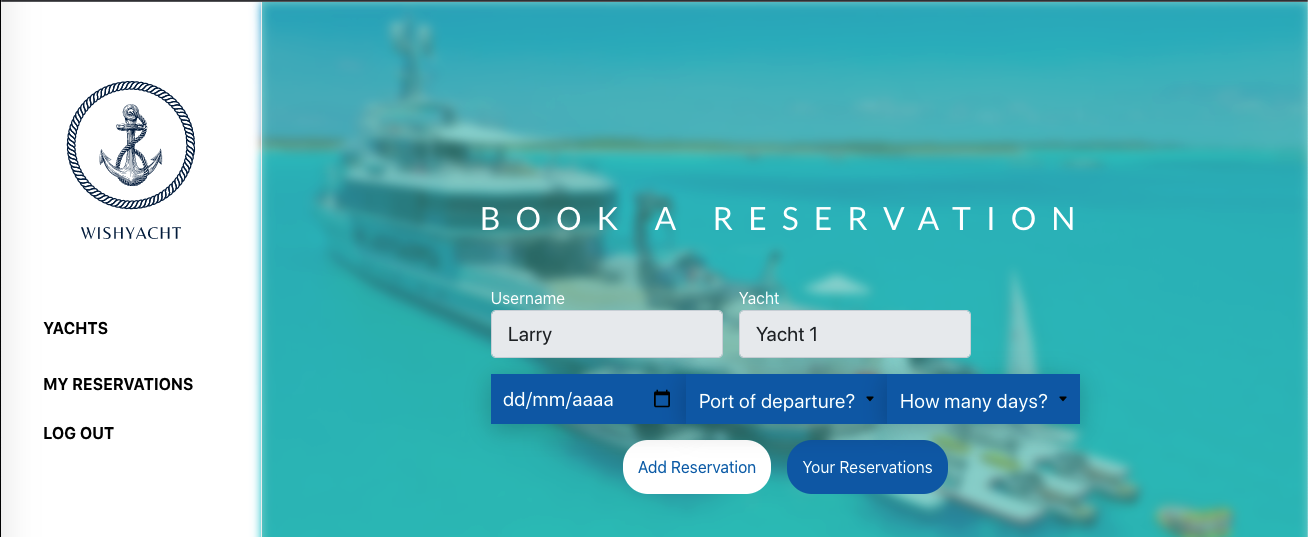 WISHYACHT
YACHTS
MY RESERVATIONS
LOG OUT
BOOK A RESERVATION
Username Yacht
Larry Yacht 1
dd/mm/aaaa Port of departure? How many days?
Add Reservation Your Reservations